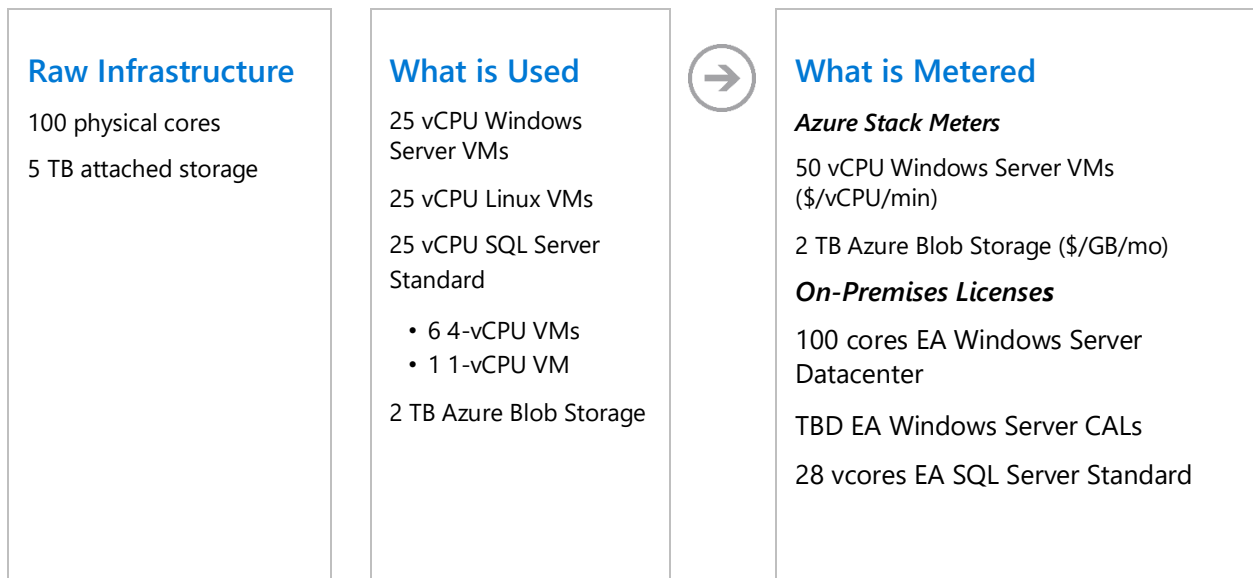 Raw Infrastructure
100 physical cores
5 TB attached storage
What is Used
25 vCPU Windows
Server VMs
25 vCPU Linux VMs
25 vCPU SQL Server
Standard
• 6 4-vCPU VMs
• 1 1-vCPU VM
2 TB Azure Blob Storage
What is Metered
Azure Stack Meters
50 vCPU Windows Server VMs
($/vCPU/min)
2 TB Azure Blob Storage ($/GB/mo)
On-Premises Licenses
100 cores EA Windows Server
Datacenter
TBD EA Windows Server CALs
28 vcores EA SQL Server Standard